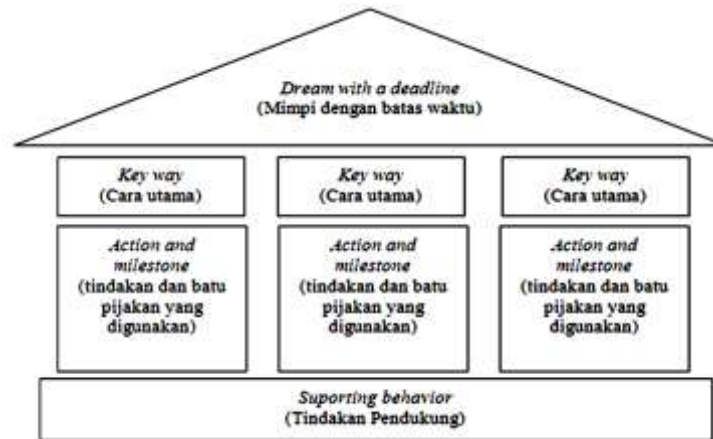 Dream with a deadline
(Mimpi dengan batas waktu)
Key way
(Cara utama)
Key way
(Cara utama)
Key way
(Cara utama)
Action and
milestone
(tindakan dan batu
pijakan yang
digunakan)
Action and
milestone
(tindakan dan batu
pijakan yang
digunakan)
Action and
milestone
(tindakan dan batu
pijakan yang
digunakan)
Suporting behavior
(Tindakan Pendukung)